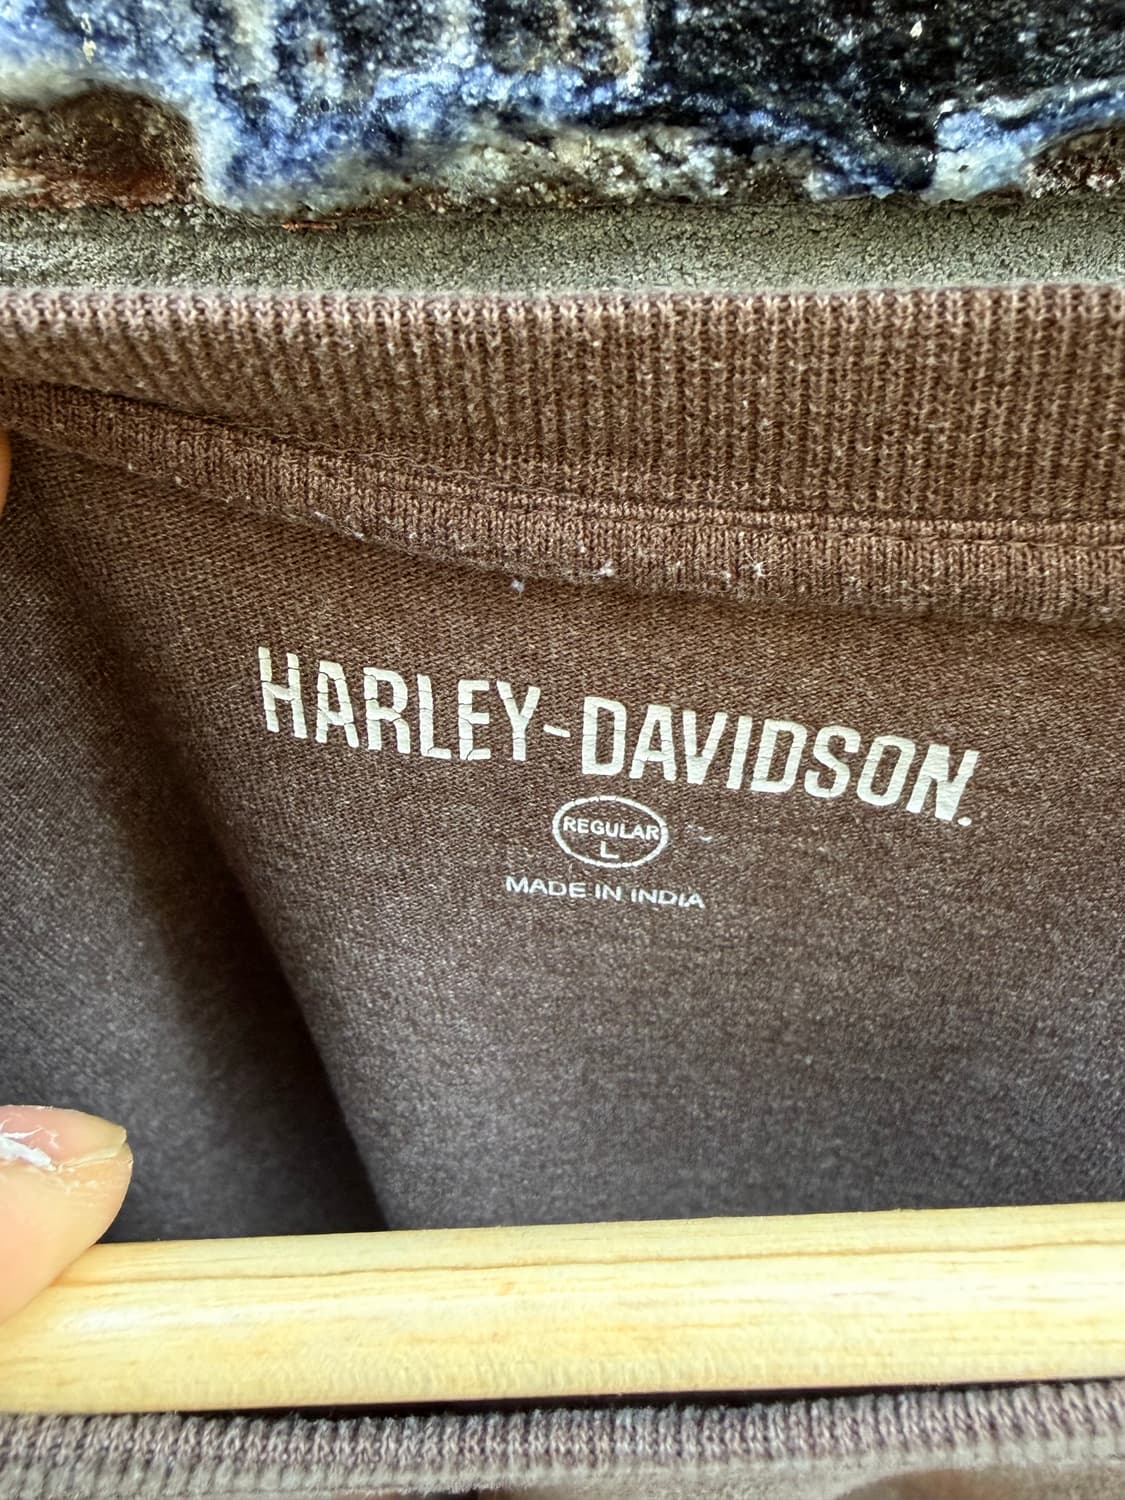 HARLEY-DAVIDSON.
REGULAR
L
MADE IN INDIA